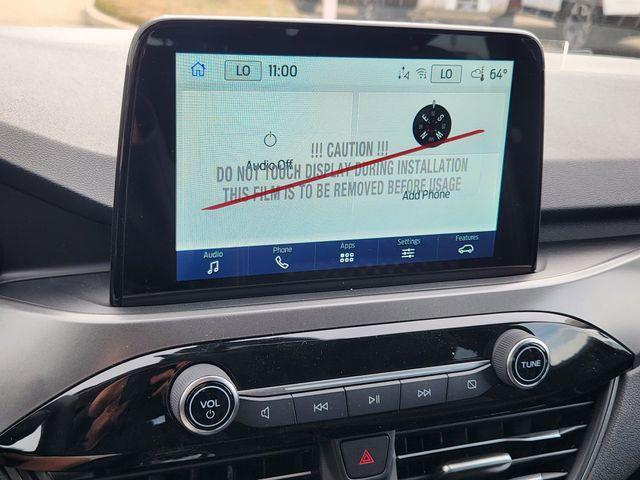 LO 11:00 LO 64°
Audio Off
!!! CAUTION !!!
DO NOT TOUCH DISPLAY DURING INSTALLATION
THIS FILM IS TO BE REMOVED BEFORE USAGE
E S
N W
Add Phone
Audio Phone Apps Settings Features
VOL
TUNE